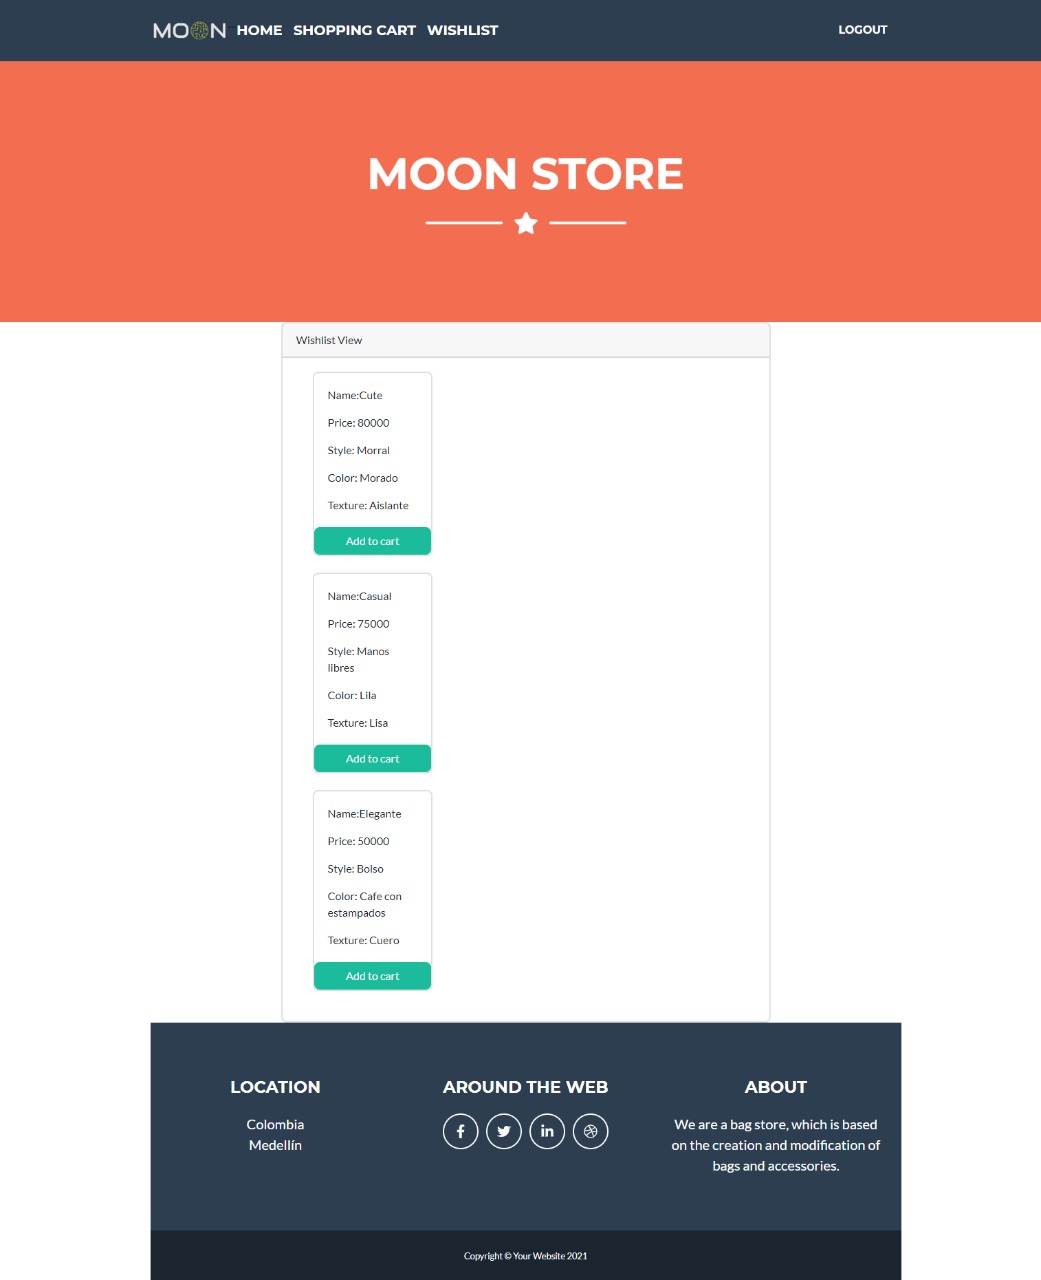 MOON HOME SHOPPING CART WISHLIST LOGOUT
MOON STORE
Wishlist View
Name:Cute
Price: 80000
Style: Morral
Color: Morado
Texture: Aislante
Add to cart
Name:Casual
Price: 75000
Style: Manos
libres
Color: Lila
Texture: Lisa
Add to cart
Name:Elegante
Price: 50000
Style: Bolso
Color: Cafe con
estampados
Texture: Cuero
Add to cart
LOCATION
Colombia
Medellín
AROUND THE WEB
ABOUT
We are a bag store, which is based
on the creation and modification of
bags and accessories.
Copyright © Your Website 2021